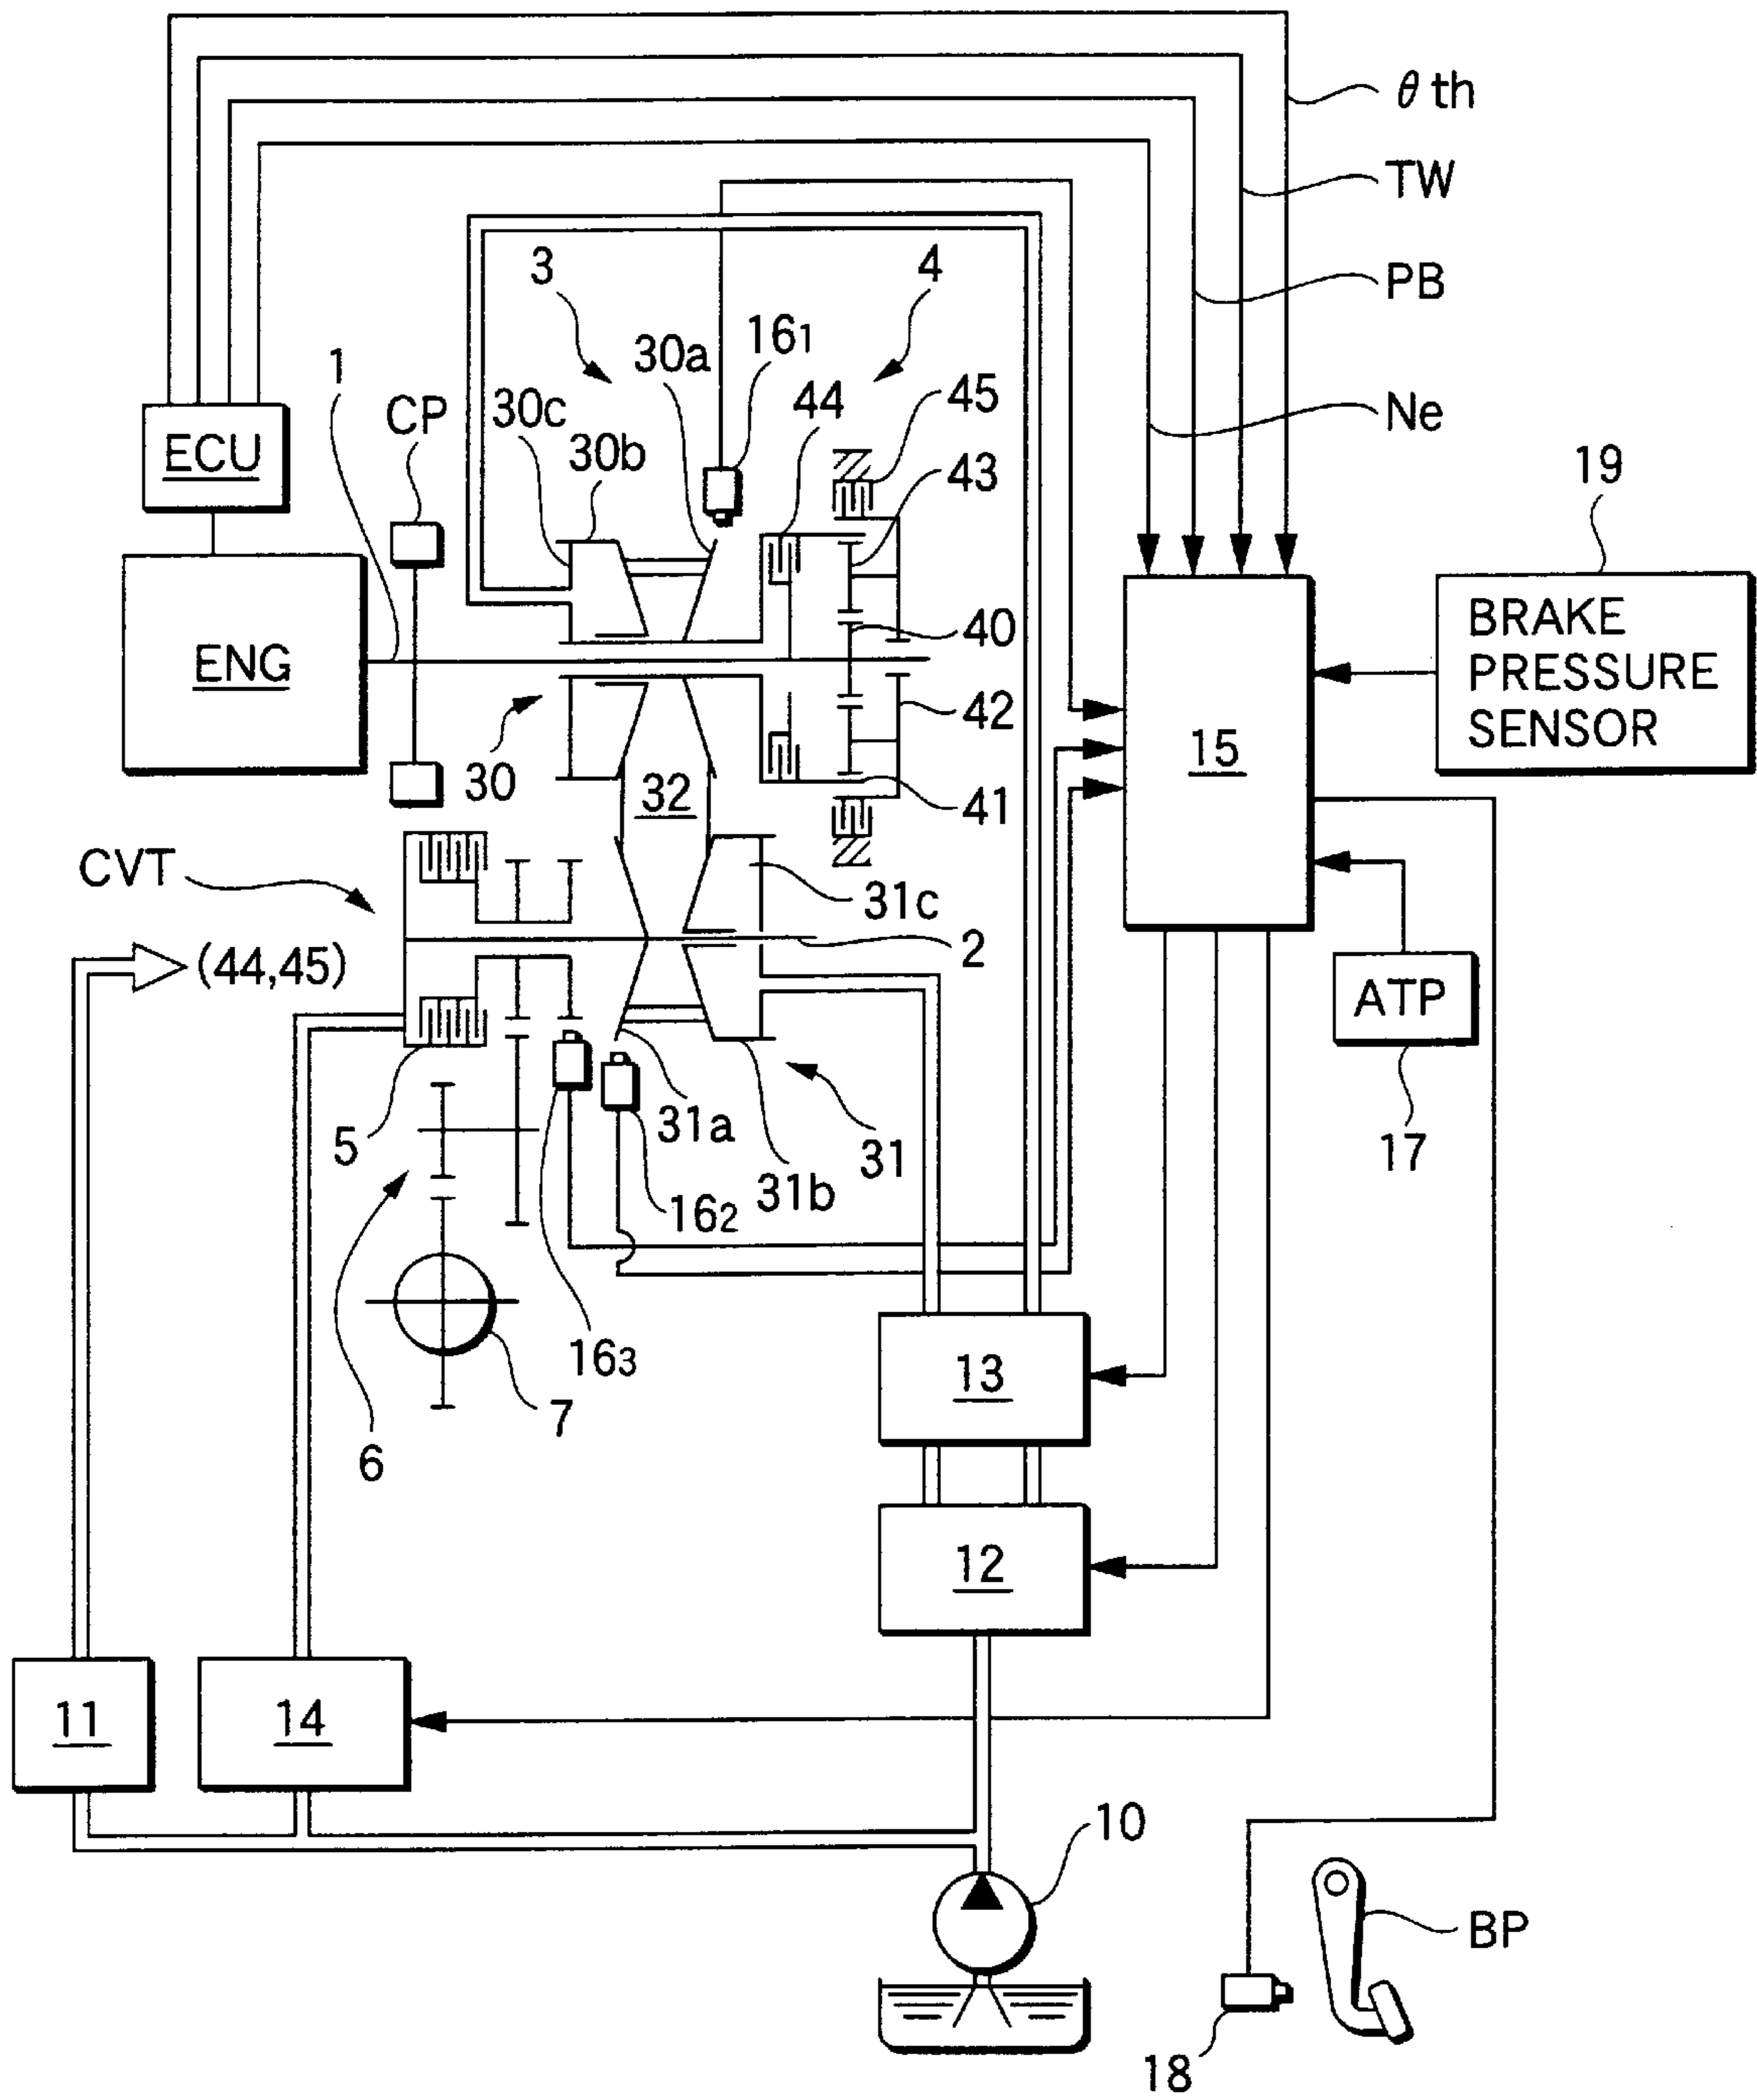 θth
TW
3
4
PB
161
30a
1
30c
44
45
Ne
CP
ECU
30b
43
19
40
BRAKE
PRESSURE
SENSOR
ENG
42
15
30
32
41
CVT
31c
2
(44,45)
ATP
5
31a
31
17
31b
162
163
13
7
6
12
11
14
10
BP
18